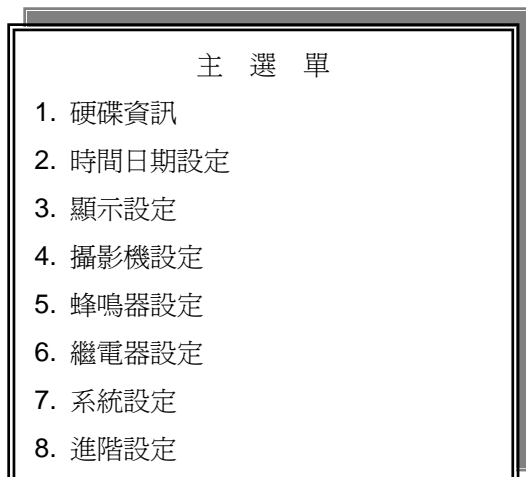 主 選 單
1. 硬碟資訊
2. 時間日期設定
3. 顯示設定
4. 攝影機設定
5. 蜂鳴器設定
6. 繼電器設定
7. 系統設定
8. 進階設定